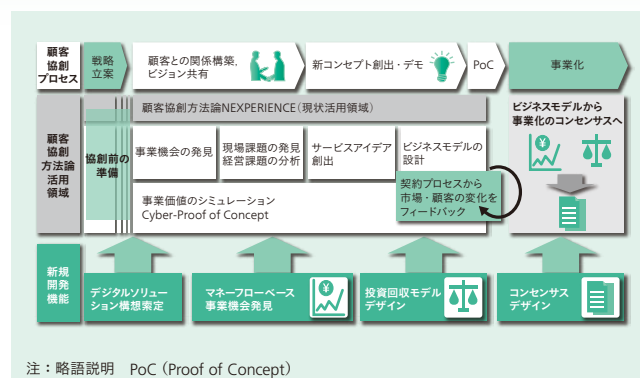 顧客
協創
プロセス
戦略
立案
顧客との関係構築,
ビジョン共有
新コンセプト創出・デモ
PoC
事業化
顧客
協創
方法論
活用
領域
協創前の
準備
顧客協創方法論NEXPERIENCE(現状活用領域)
事業機会の発見
現場課題の発見
経営課題の分析
サービスアイデア
創出
ビジネスモデルの
設計
事業価値のシミュレーション
Cyber-Proof of Concept
契約プロセスから
市場・顧客の変化を
フィードバック
ビジネスモデルから
事業化のコンセンサスへ
¥
新規
開発
機能
デジタルソリュー
ション構想策定
マネーフローベース
事業機会発見
¥
投資回収モデル
デザイン
コンセンサス
デザイン
注：略語説明 PoC (Proof of Concept)